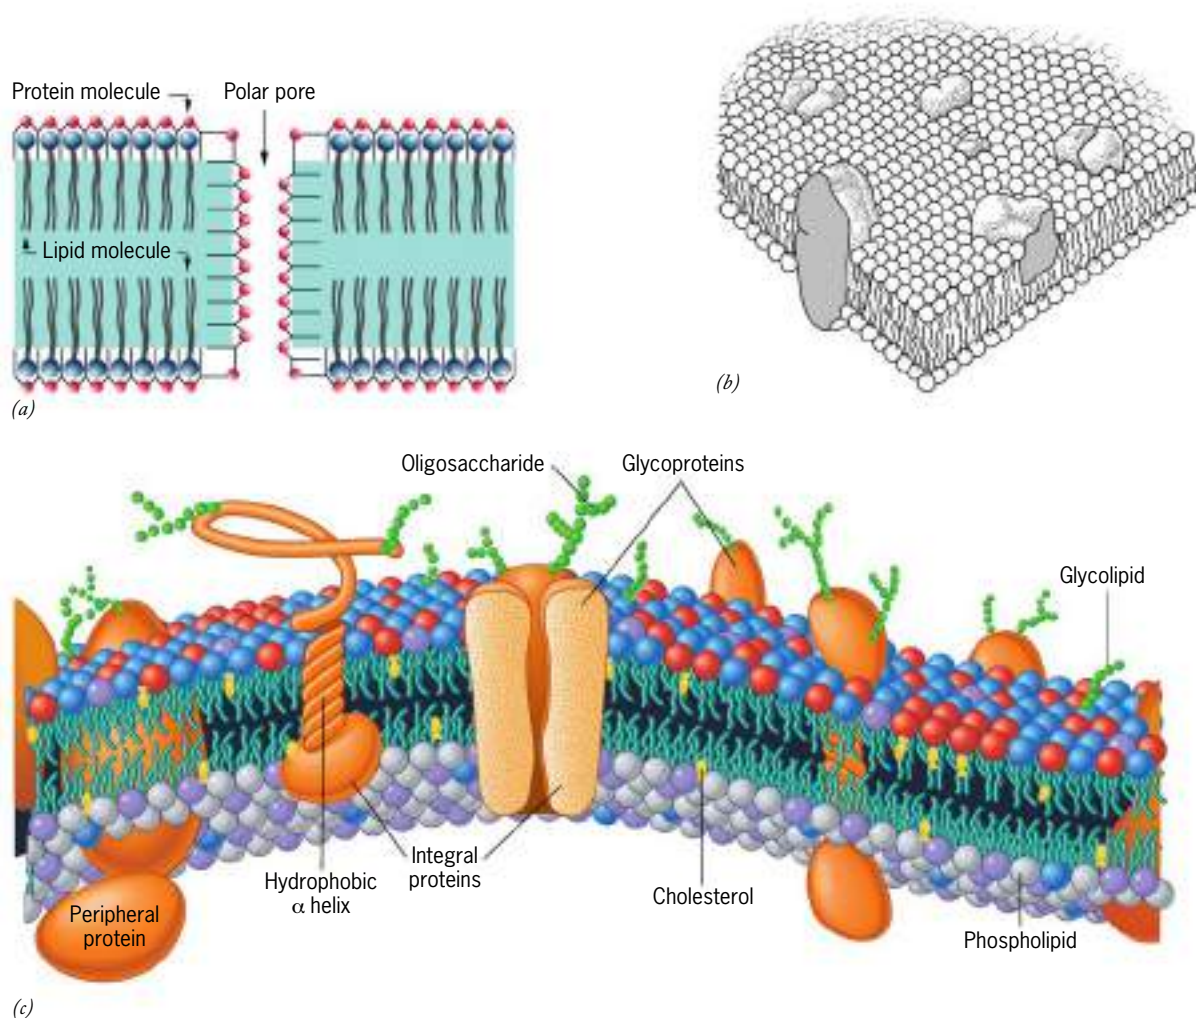 Protein molecule
Polar pore
Lipid molecule
(a)
(b)
Oligosaccharide
Glycoproteins
Glycolipid
Hydrophobic
α helix
Integral
proteins
Cholesterol
Peripheral
protein
Phospholipid
(c)